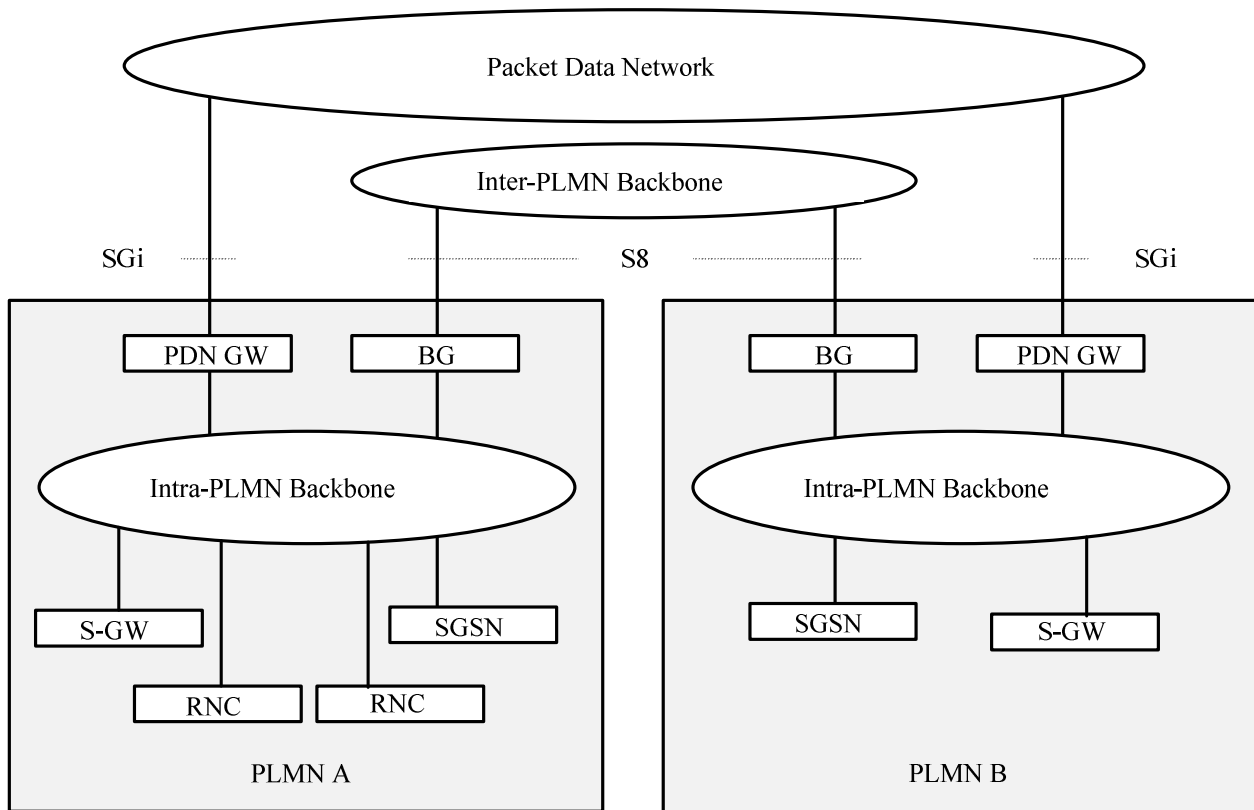 Packet Data Network
Inter-PLMN Backbone
SGi
S8
SGi
PDN GW
BG
BG
PDN GW
Intra-PLMN Backbone
Intra-PLMN Backbone
S-GW
SGSN
SGSN
S-GW
RNC
RNC
PLMN A
PLMN B